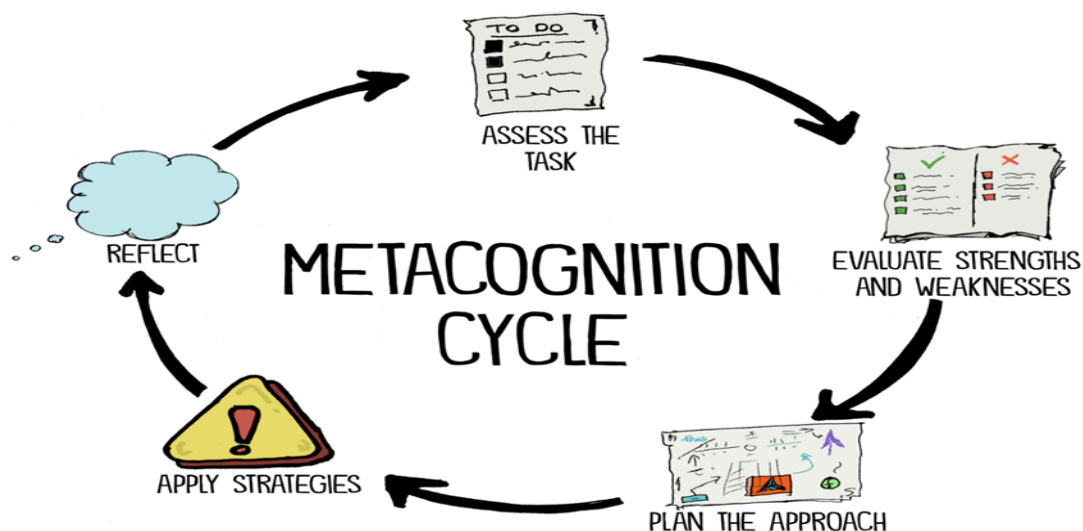 TO DO
ASSESS THE
TASK
EVALUATE STRENGTHS
AND WEAKNESSES
METACOGNITION
CYCLE
REFLECT
APPLY STRATEGIES
PLAN THE APPROACH